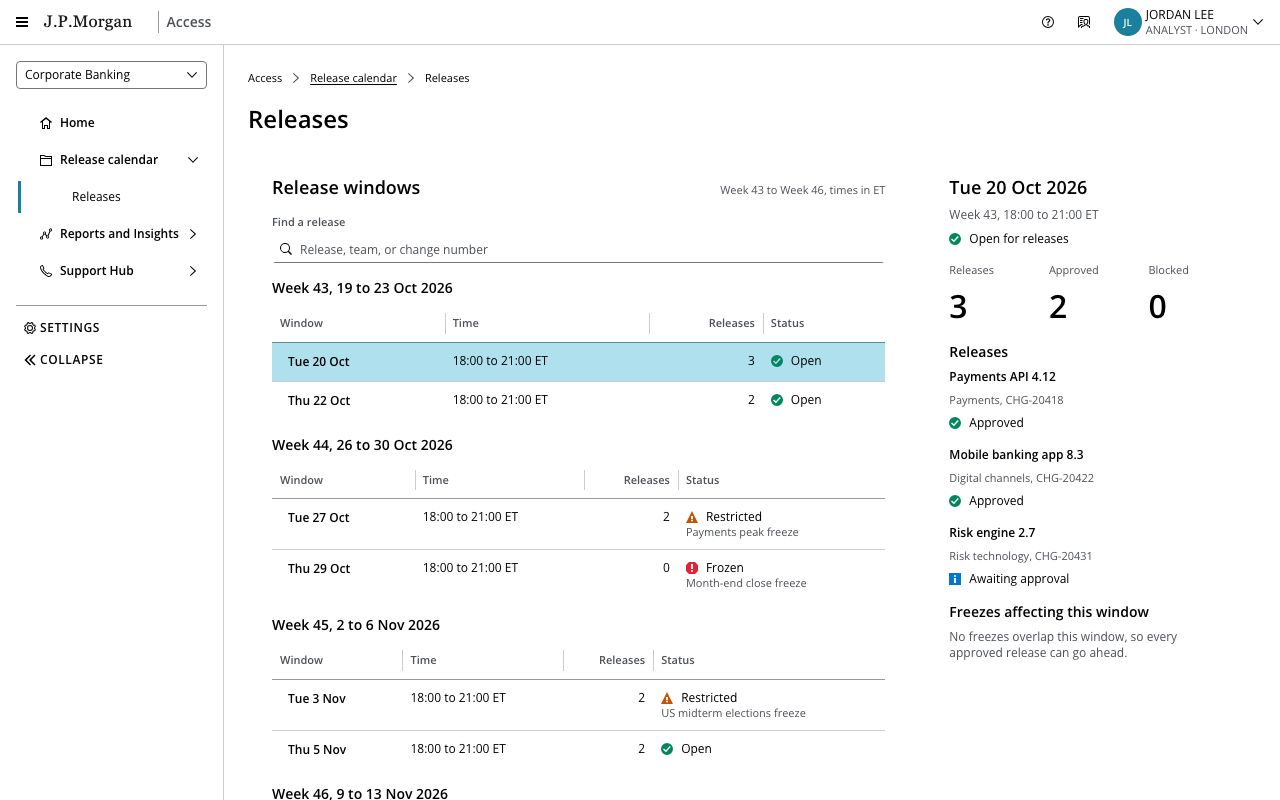 J.P.Morgan
Access
JL
JORDAN LEE
ANALYST · LONDON
Corporate Banking
Home
Release calendar
Releases
Reports and Insights
Support Hub
SETTINGS
COLLAPSE
Access > Release calendar > Releases
Releases
Release windows
Week 43 to Week 46, times in ET
Find a release
Release, team, or change number
Week 43, 19 to 23 Oct 2026
Window Time Releases Status
Tue 20 Oct 18:00 to 21:00 ET 3 Open
Thu 22 Oct 18:00 to 21:00 ET 2 Open
Week 44, 26 to 30 Oct 2026
Window Time Releases Status
Tue 27 Oct 18:00 to 21:00 ET 2 Restricted
Payments peak freeze
Thu 29 Oct 18:00 to 21:00 ET 0 Frozen
Month-end close freeze
Week 45, 2 to 6 Nov 2026
Window Time Releases Status
Tue 3 Nov 18:00 to 21:00 ET 2 Restricted
US midterm elections freeze
Thu 5 Nov 18:00 to 21:00 ET 2 Open
Week 46, 9 to 13 Nov 2026
Tue 20 Oct 2026
Week 43, 18:00 to 21:00 ET
Open for releases
Releases Approved Blocked
3 2 0
Releases
Payments API 4.12
Payments, CHG-20418
Approved
Mobile banking app 8.3
Digital channels, CHG-20422
Approved
Risk engine 2.7
Risk technology, CHG-20431
Awaiting approval
Freezes affecting this window
No freezes overlap this window, so every
approved release can go ahead.